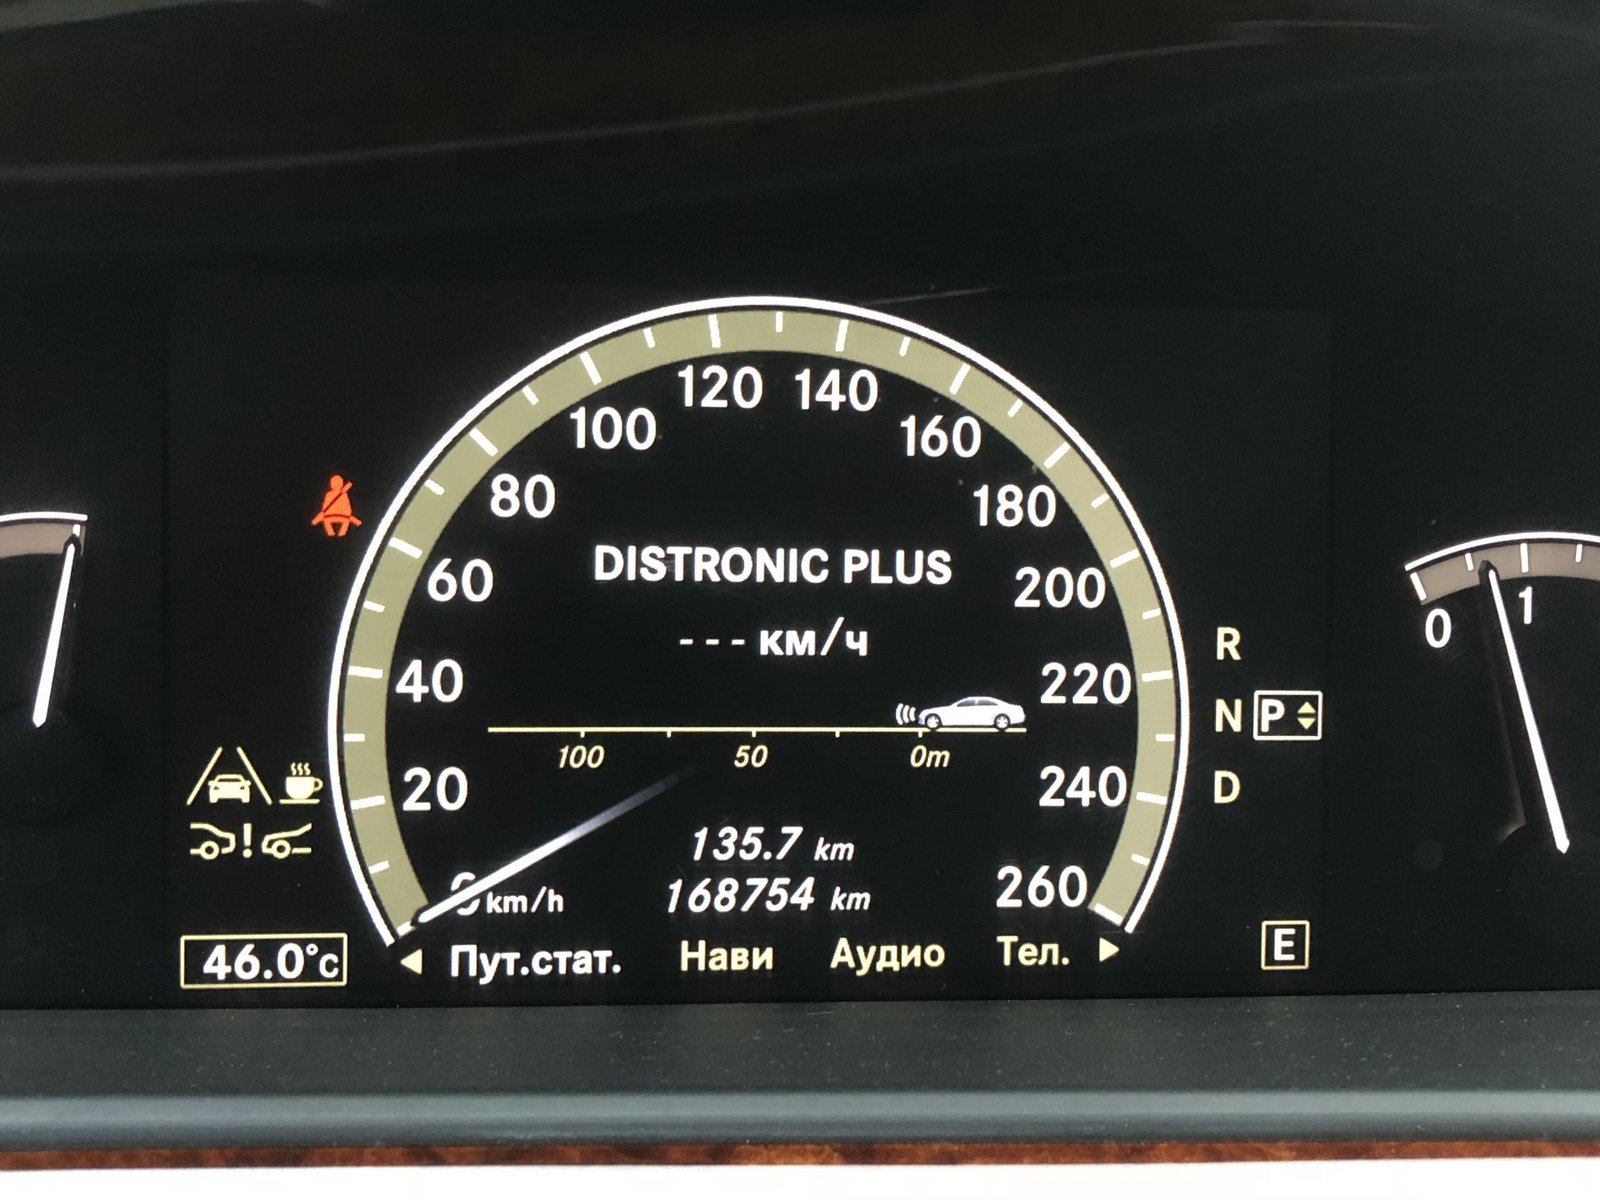 20
40
60
80
100
120
140
160
180
200
220
240
260
km/h
DISTRONIC PLUS
--- км/ч
100 50 0m
135.7 km
168754 km
Пут.стат. Нави Аудио Тел.
46.0°C
R
N P
D
E
0 1